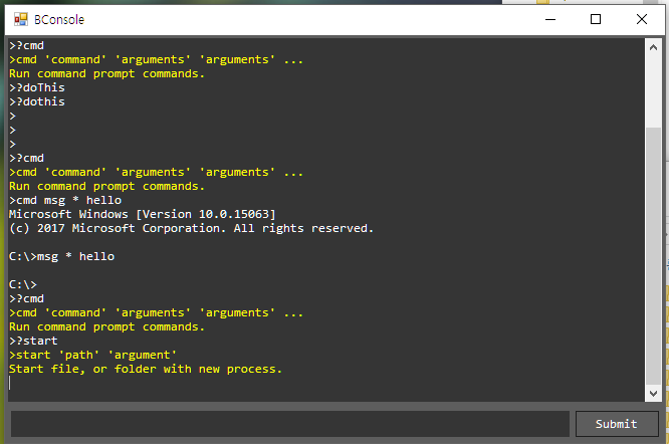 BConsole
>?cmd
>cmd 'command' 'arguments' 'arguments' ...
Run command prompt commands.
>?doThis
>?dothis
>
>
>
>?cmd
>cmd 'command' 'arguments' 'arguments' ...
Run command prompt commands.
>cmd msg * hello
Microsoft Windows [Version 10.0.15063]
(c) 2017 Microsoft Corporation. All rights reserved.

C:\>msg * hello

C:\>
>?cmd
>cmd 'command' 'arguments' 'arguments' ...
Run command prompt commands.
>?start
>start 'path' 'argument'
Start file, or folder with new process.
Submit